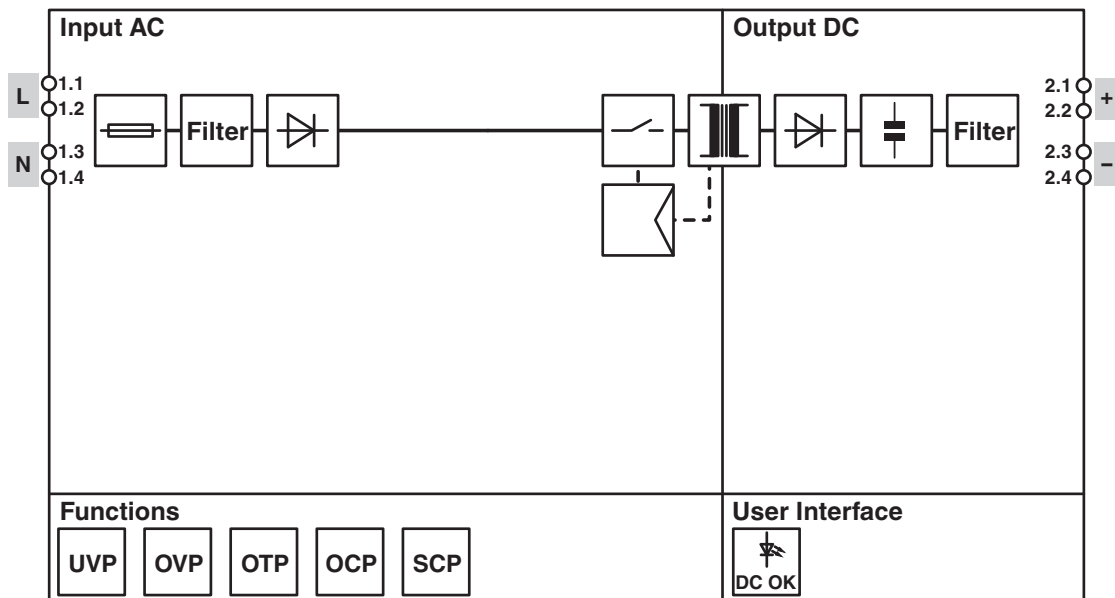 Input AC
Output DC
L
1.1
1.2
N
1.3
1.4
Filter
Filter
2.1
2.2
+
2.3
2.4
−
Functions
UVP
OVP
OTP
OCP
SCP
User Interface
DC OK